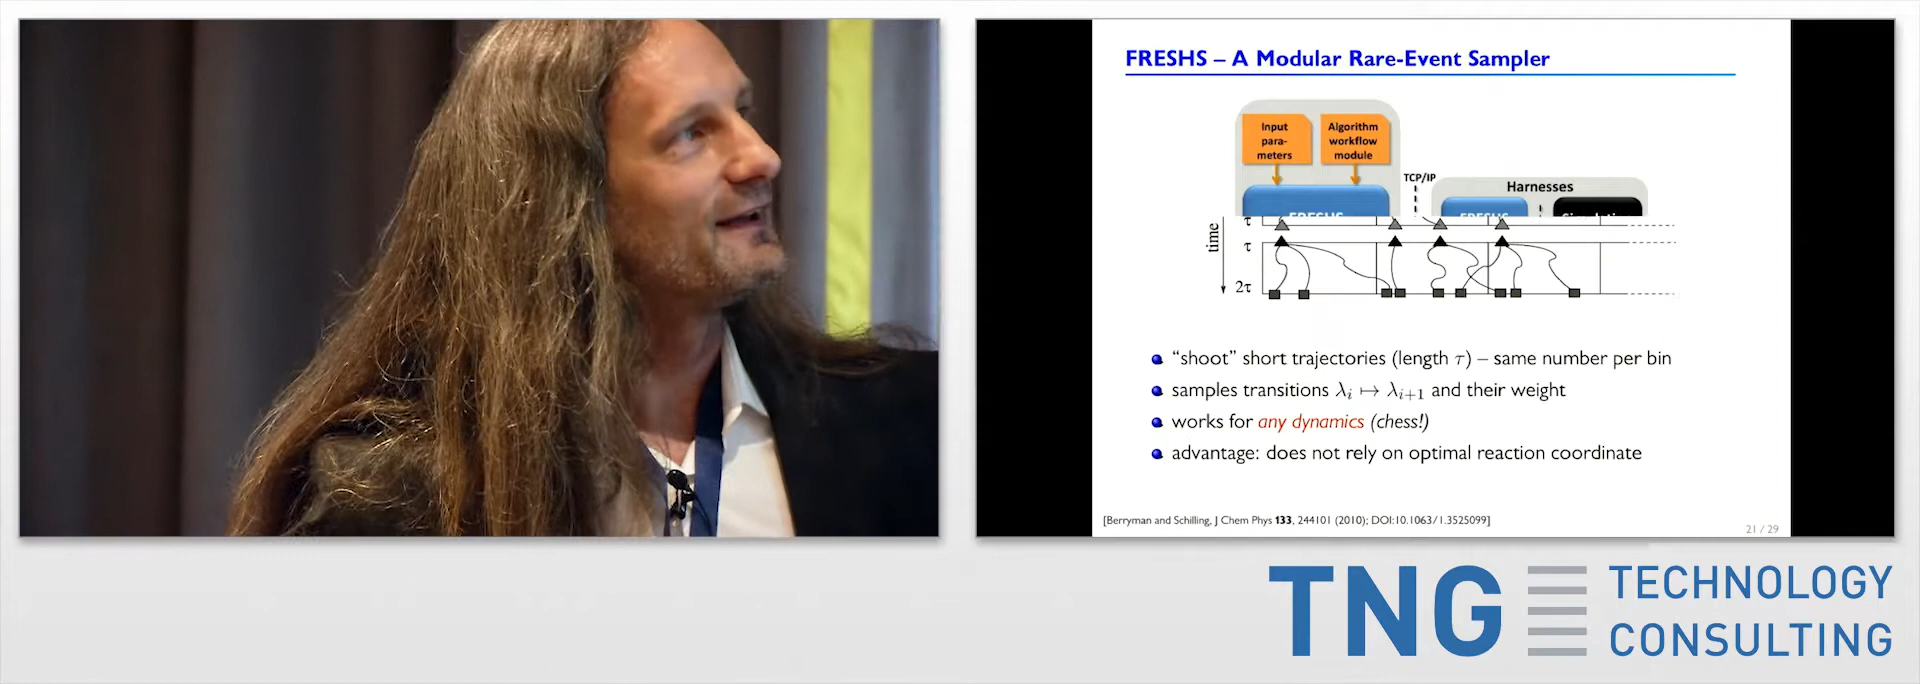 FRESHS – A Modular Rare-Event Sampler
Input
para-
meters
Algorithm
workflow
module
TCP/IP
Harnesses
FRESHS
FRESHS
time
τ
τ
2τ
“shoot” short trajectories (length τ) – same number per bin
samples transitions λᵢ ↦ λᵢ₊₁ and their weight
works for any dynamics (chess!)
advantage: does not rely on optimal reaction coordinate
[Berryman and Schilling, J Chem Phys 133, 244101 (2010); DOI:10.1063/1.3525099]
21 / 29
TNG TECHNOLOGY
CONSULTING